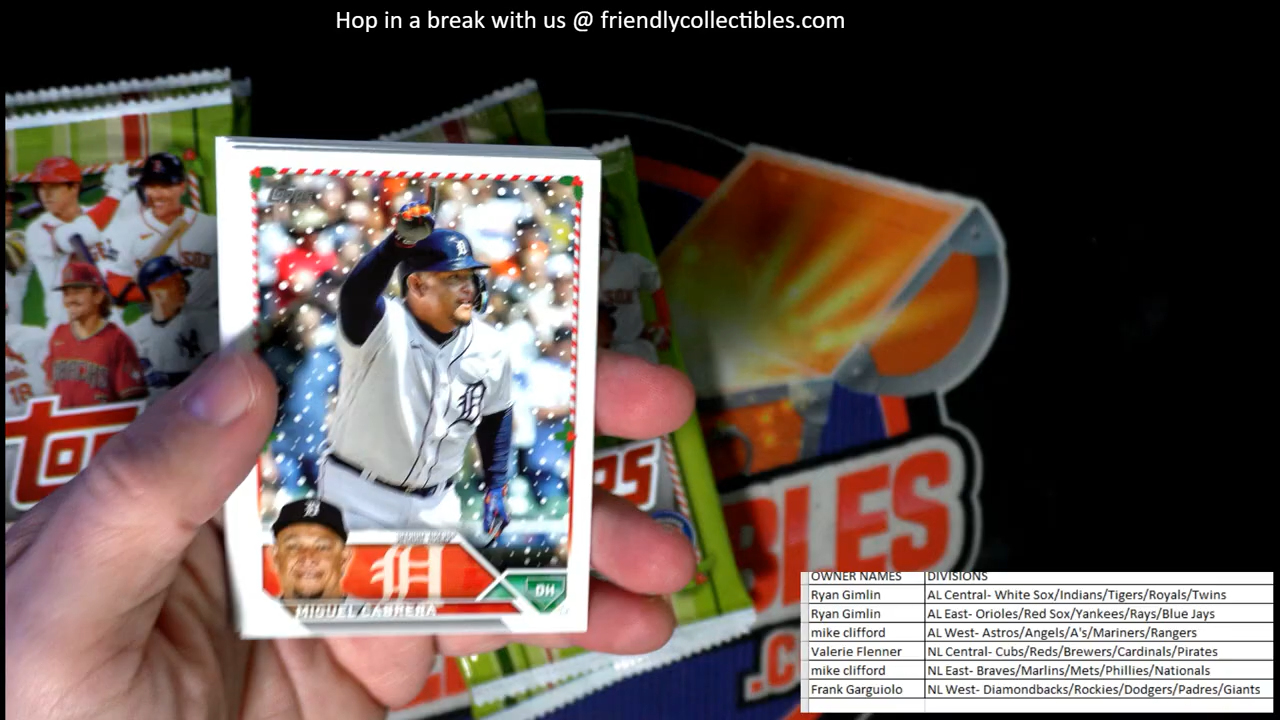 Hop in a break with us @ friendlycollectibles.com
TOPPS
D
D
D
MIGUEL CABRERA
DH
BLES
.C
OWNER NAMES DIVISIONS
Ryan Gimlin AL Central- White Sox/Indians/Tigers/Royals/Twins
Ryan Gimlin AL East- Orioles/Red Sox/Yankees/Rays/Blue Jays
mike clifford AL West- Astros/Angels/A's/Mariners/Rangers
Valerie Flenner NL Central- Cubs/Reds/Brewers/Cardinals/Pirates
mike clifford NL East- Braves/Marlins/Mets/Phillies/Nationals
Frank Garguiolo NL West- Diamondbacks/Rockies/Dodgers/Padres/Giants